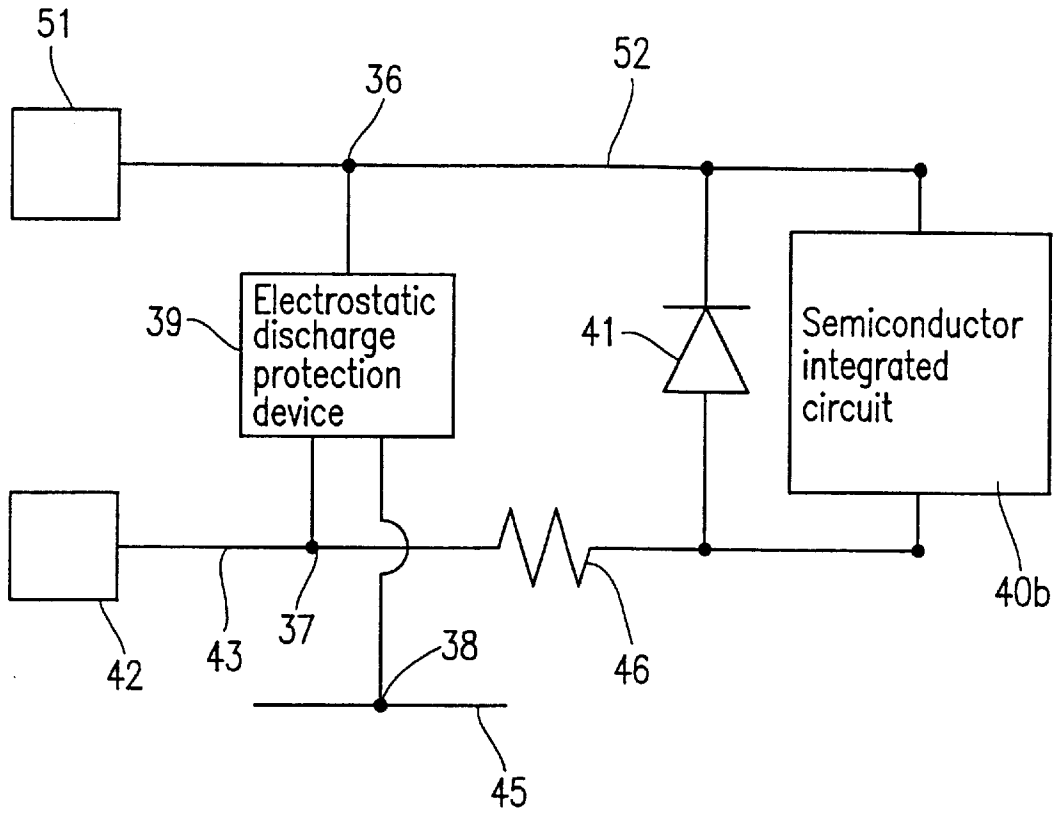 51
36
52
39
Electrostatic
discharge
protection
device
41
Semiconductor
integrated
circuit
42
43
37
38
46
40b
45